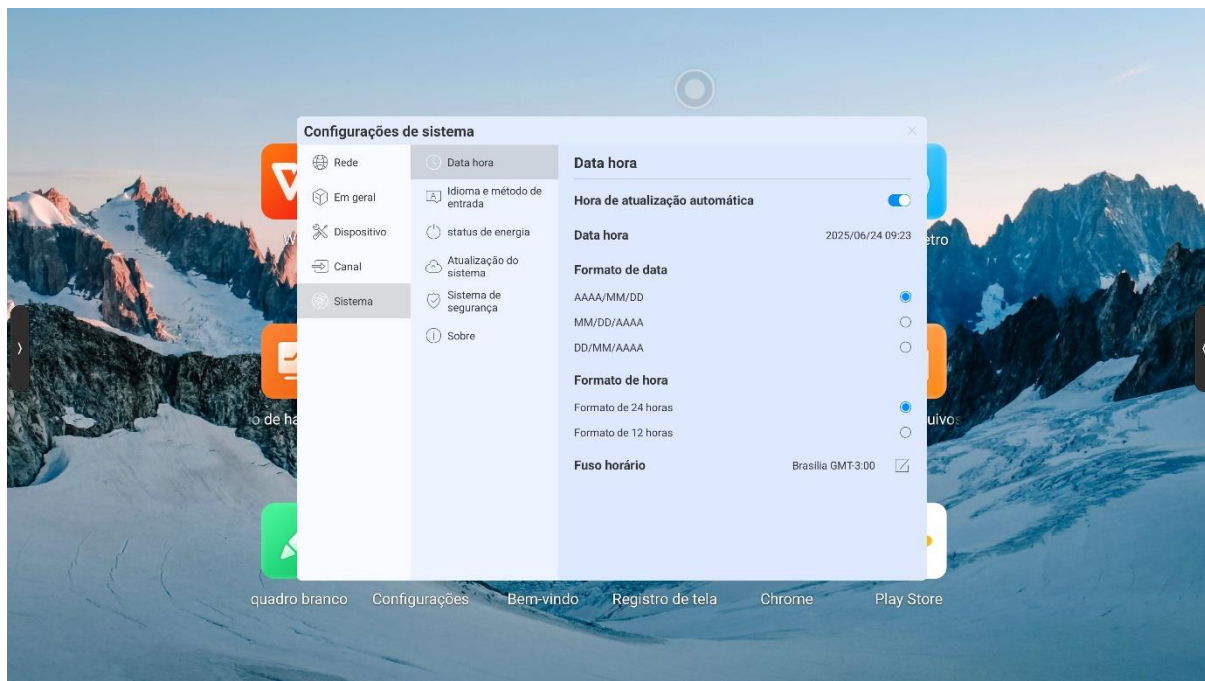 Configurações de sistema
Rede
Em geral
Dispositivo
Canal
Sistema
Data hora
Idioma e método de
entrada
status de energia
Atualização do
sistema
Sistema de
segurança
Sobre
Data hora
Hora de atualização automática
Data hora 2025/06/24 09:23
Formato de data
AAAA/MM/DD
MM/DD/AAAA
DD/MM/AAAA
Formato de hora
Formato de 24 horas
Formato de 12 horas
Fuso horário Brasilia GMT-3:00
quadro branco Configurações Bem-vindo Registro de tela Chrome Play Store